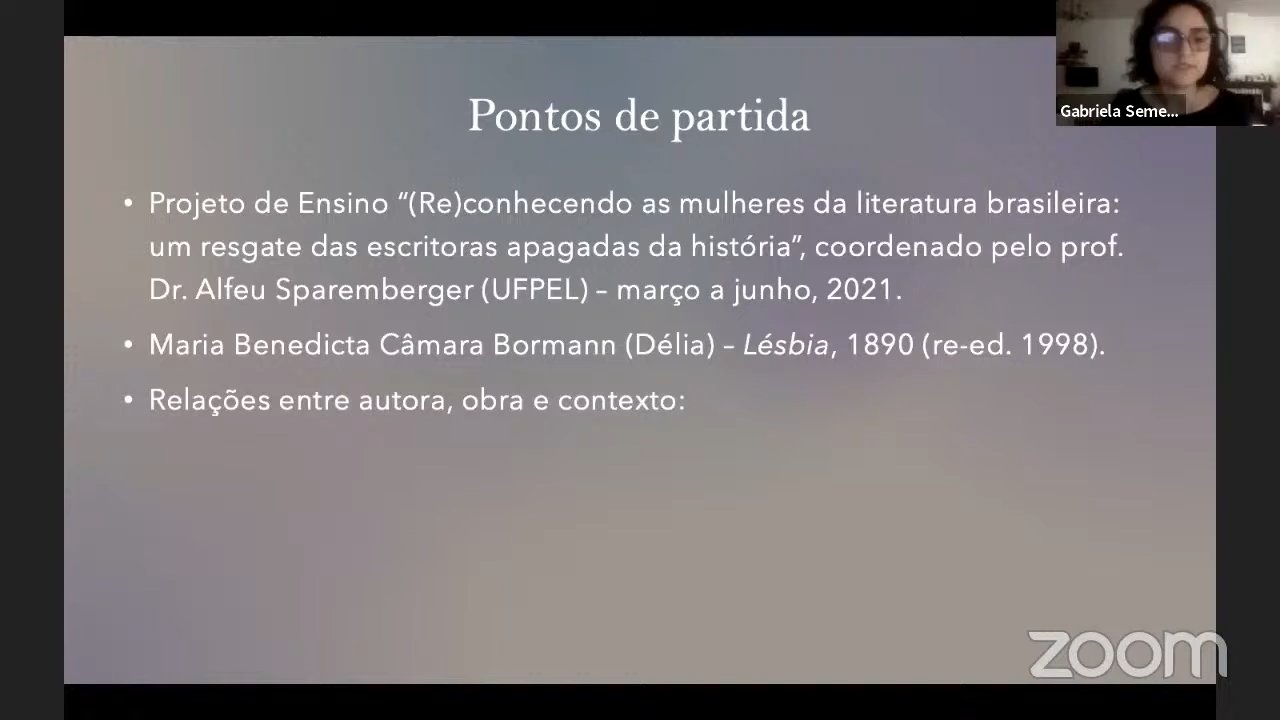 Gabriela Seme...
Pontos de partida
• Projeto de Ensino “(Re)conhecendo as mulheres da literatura brasileira:
um resgate das escritoras apagadas da história”, coordenado pelo prof.
Dr. Alfeu Sparemberger (UFPEL) – março a junho, 2021.
• Maria Benedicta Câmara Bormann (Délia) – Lésbia, 1890 (re-ed. 1998).
• Relações entre autora, obra e contexto:
zoom